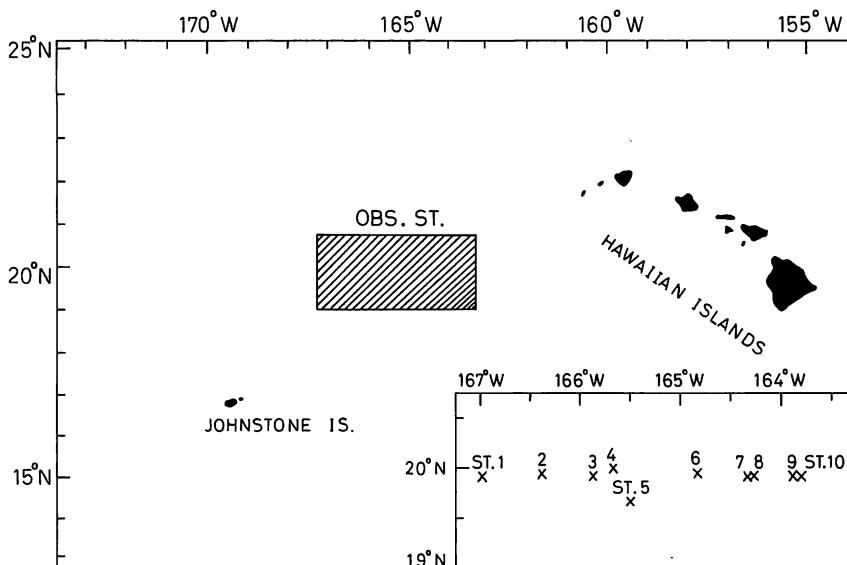 170°W 165°W 160°W 155°W
25°N
OBS. ST.
20°N
HAWAIIAN ISLANDS
JOHNSTONE IS.
15°N
167°W 166°W 165°W 164°W
ST.1 2 3 4 6 7 8 9 ST.10
20°N
ST.5
19°N